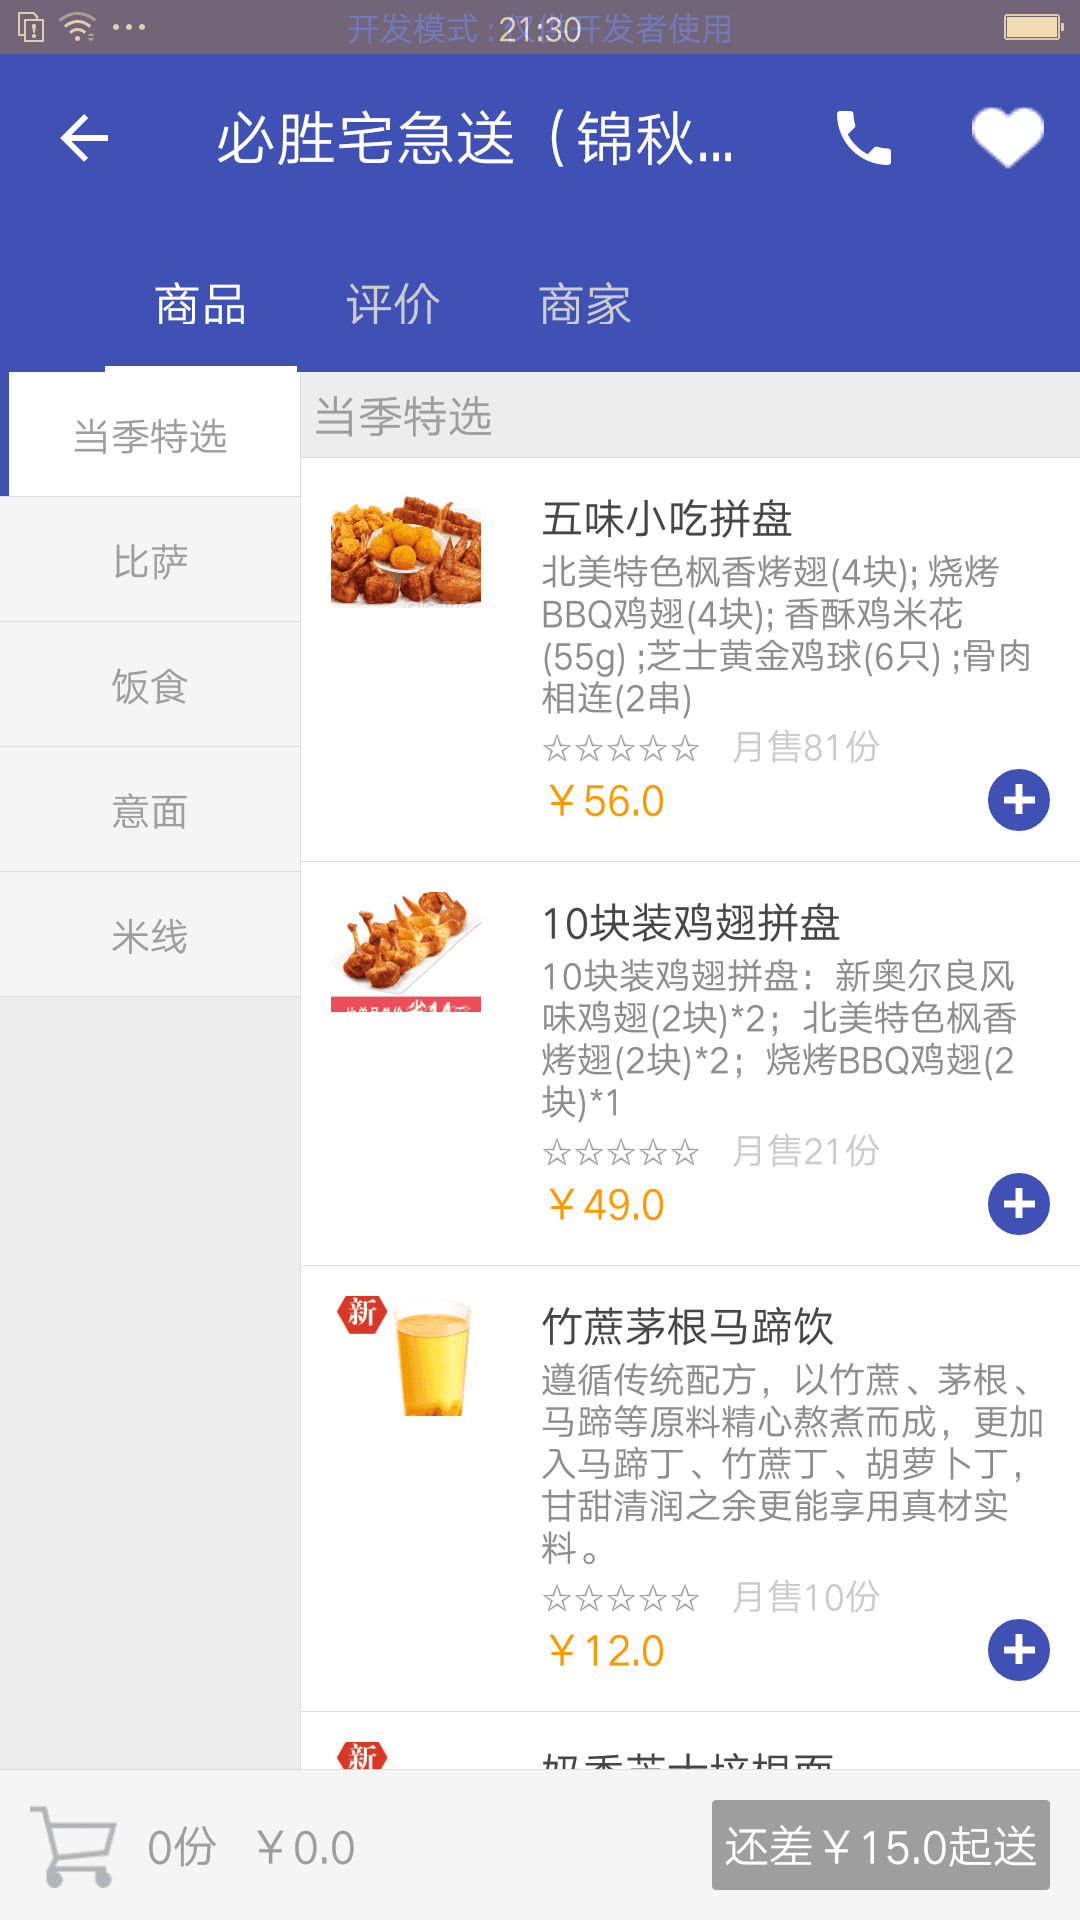 开发模式：仅供开发者使用
21:30
必胜宅急送（锦秋...
商品 评价 商家
当季特选
比萨
饭食
意面
米线
当季特选
五味小吃拼盘
北美特色枫香烤翅(4块); 烧烤
BBQ鸡翅(4块); 香酥鸡米花
(55g) ;芝士黄金鸡球(6只) ;骨肉
相连(2串)
☆☆☆☆☆ 月售81份
￥56.0
10块装鸡翅拼盘
10块装鸡翅拼盘：新奥尔良风
味鸡翅(2块)*2；北美特色枫香
烤翅(2块)*2；烧烤BBQ鸡翅(2
块)*1
☆☆☆☆☆ 月售21份
￥49.0
新
竹蔗茅根马蹄饮
遵循传统配方，以竹蔗、茅根、
马蹄等原料精心熬煮而成，更加
入马蹄丁、竹蔗丁、胡萝卜丁，
甘甜清润之余更能享用真材实
料。
☆☆☆☆☆ 月售10份
￥12.0
新
0份 ￥0.0
还差￥15.0起送